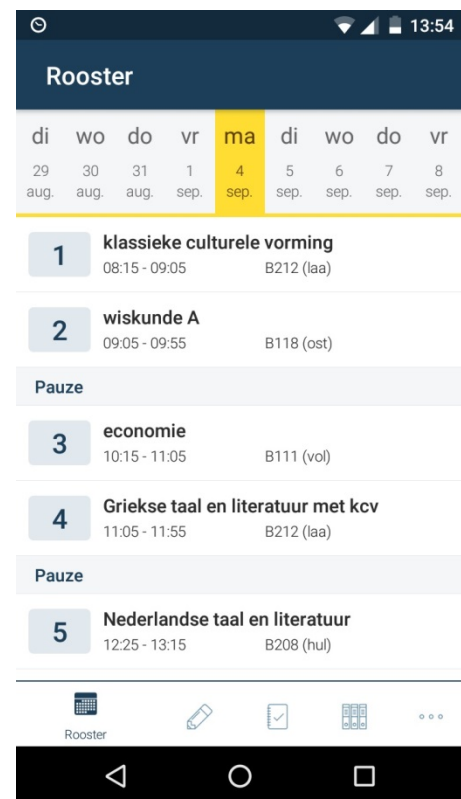 13:54
Rooster
di wo do vr ma di wo do vr
29 30 31 1 4 5 6 7 8
aug. aug. aug. sep. sep. sep. sep. sep. sep.
1 klassieke culturele vorming
08:15 - 09:05 B212 (laa)
2 wiskunde A
09:05 - 09:55 B118 (ost)
Pauze
3 economie
10:15 - 11:05 B111 (vol)
4 Griekse taal en literatuur met kcv
11:05 - 11:55 B212 (laa)
Pauze
5 Nederlandse taal en literatuur
12:25 - 13:15 B208 (hul)
Rooster